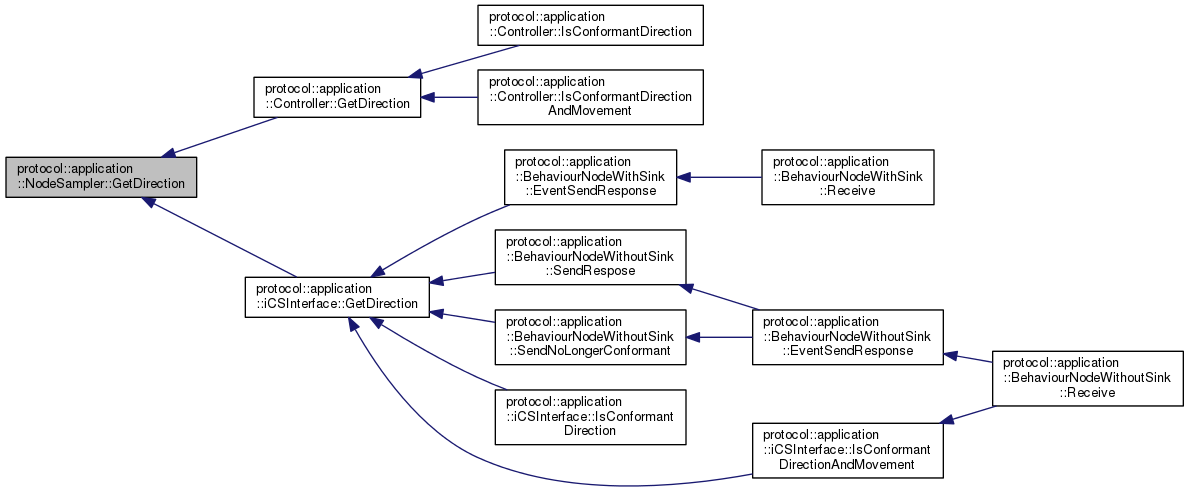 protocol::application
::Controller::IsConformantDirection
protocol::application
::Controller::GetDirection
protocol::application
::Controller::IsConformantDirection
AndMovement
protocol::application
::NodeSampler::GetDirection
protocol::application
::BehaviourNodeWithSink
::EventSendResponse
protocol::application
::BehaviourNodeWithSink
::Receive
protocol::application
::BehaviourNodeWithoutSink
::SendRespose
protocol::application
::iCSInterface::GetDirection
protocol::application
::BehaviourNodeWithoutSink
::SendNoLongerConformant
protocol::application
::BehaviourNodeWithoutSink
::EventSendResponse
protocol::application
::BehaviourNodeWithoutSink
::Receive
protocol::application
::iCSInterface::IsConformant
Direction
protocol::application
::iCSInterface::IsConformant
DirectionAndMovement